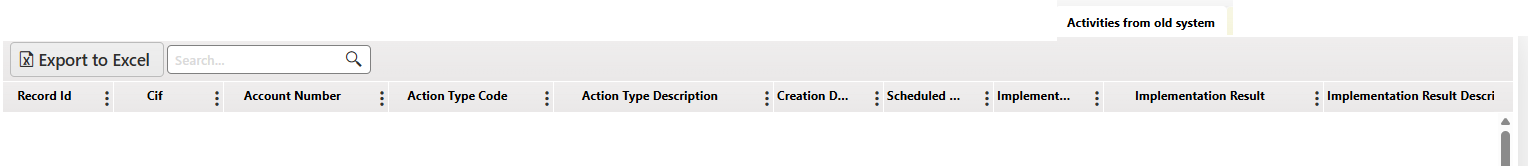 Activities from old system
Export to Excel Search...
Record Id Cif Account Number Action Type Code Action Type Description Creation D... Scheduled ... Implement... Implementation Result Implementation Result Descri